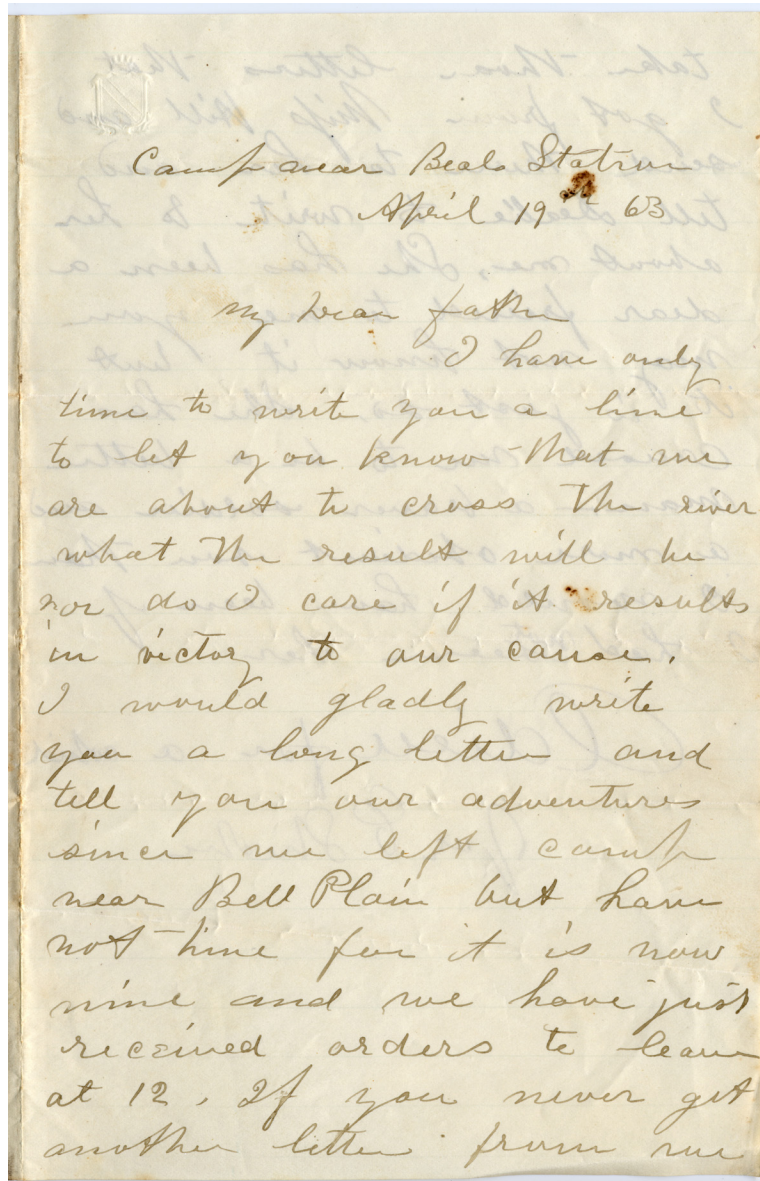 Camp near Beals Station
April 19th 63
My Dear father
I have only
time to write you a line
to let you know that we
are about to cross the river
what the result will be
nor do I care if it results
in victory to our cause.
I would gladly write
you a long letter and
tell you our adventures
since we left camp
near Bell Plain but have
not time for it is now
nine and we have just
received orders to leave
at 12. If you never get
another letter from me